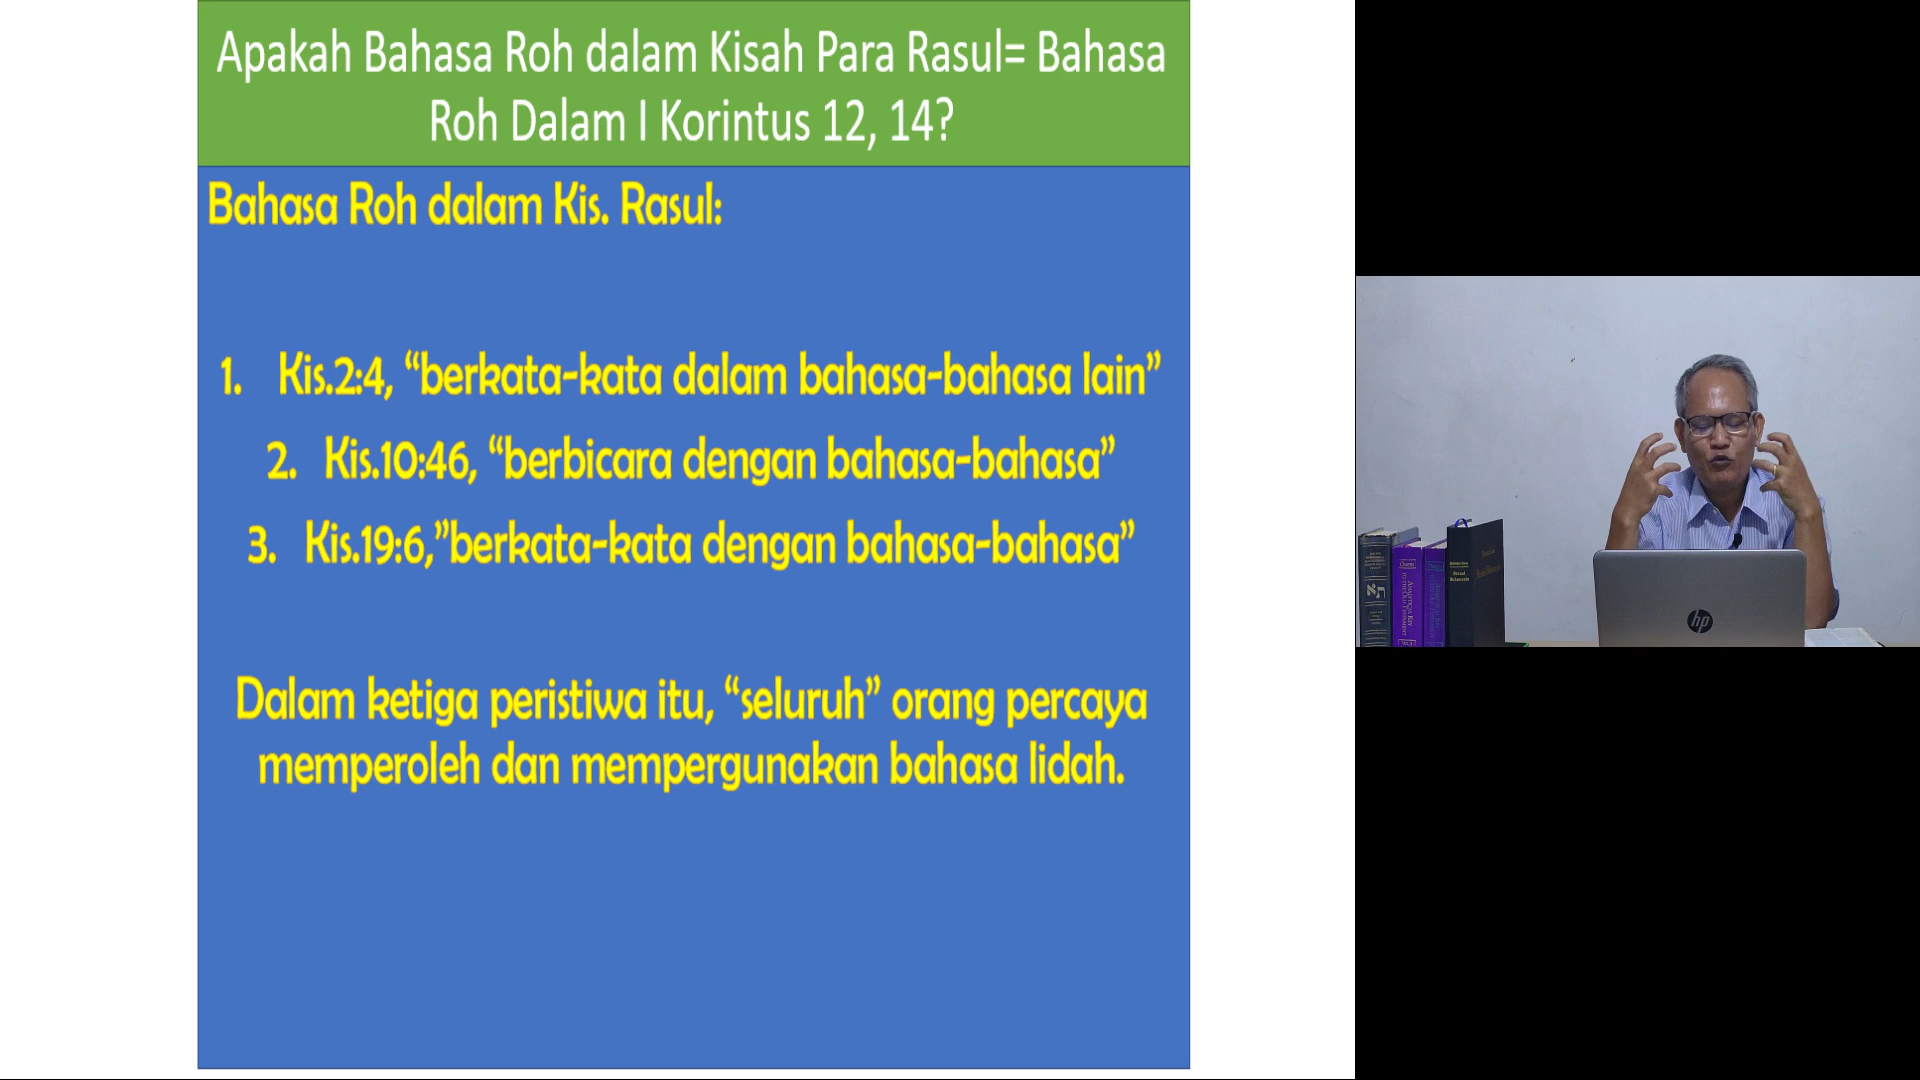 Apakah Bahasa Roh dalam Kisah Para Rasul= Bahasa
Roh Dalam I Korintus 12, 14?
Bahasa Roh dalam Kis. Rasul:
1. Kis.2:4, “berkata-kata dalam bahasa-bahasa lain”
2. Kis.10:46, “berbicara dengan bahasa-bahasa”
3. Kis.19:6,”berkata-kata dengan bahasa-bahasa”
Dalam ketiga peristiwa itu, “seluruh” orang percaya
memperoleh dan mempergunakan bahasa lidah.
hp